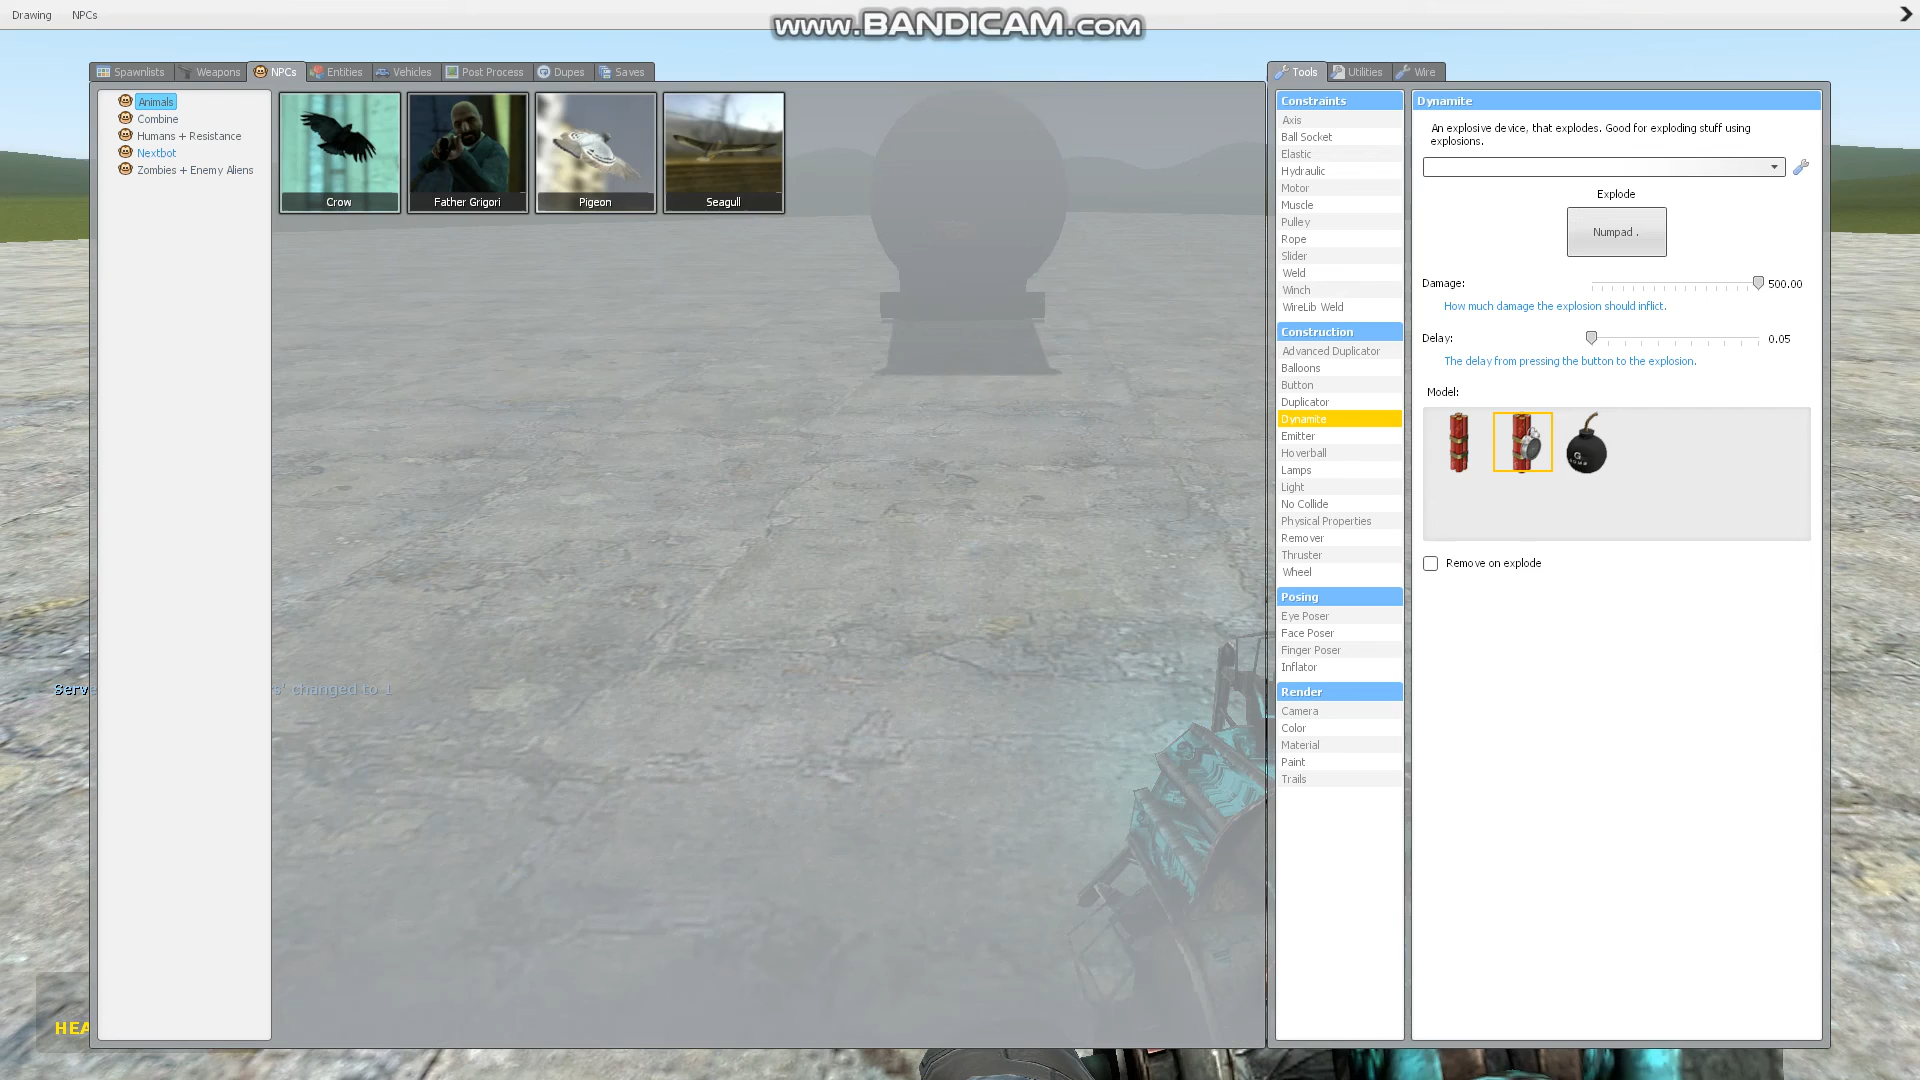 Drawing NPCs
www.BANDICAM.com
Spawnlists Weapons NPCs Entities Vehicles Post Process Dupes Saves
Animals
Combine
Humans + Resistance
Nextbot
Zombies + Enemy Aliens
Crow Father Grigori Pigeon Seagull
Serve
s' changed to 1
HEA
Tools Utilities Wire
Constraints
Axis
Ball Socket
Elastic
Hydraulic
Motor
Muscle
Pulley
Rope
Slider
Weld
Winch
WireLib Weld
Construction
Advanced Duplicator
Balloons
Button
Duplicator
Dynamite
Emitter
Hoverball
Lamps
Light
No Collide
Physical Properties
Remover
Thruster
Wheel
Posing
Eye Poser
Face Poser
Finger Poser
Inflator
Render
Camera
Color
Material
Paint
Trails
Dynamite
An explosive device, that explodes. Good for exploding stuff using
explosions.
Explode
Numpad .
Damage: 500.00
How much damage the explosion should inflict.
Delay: 0.05
The delay from pressing the button to the explosion.
Model:
Remove on explode